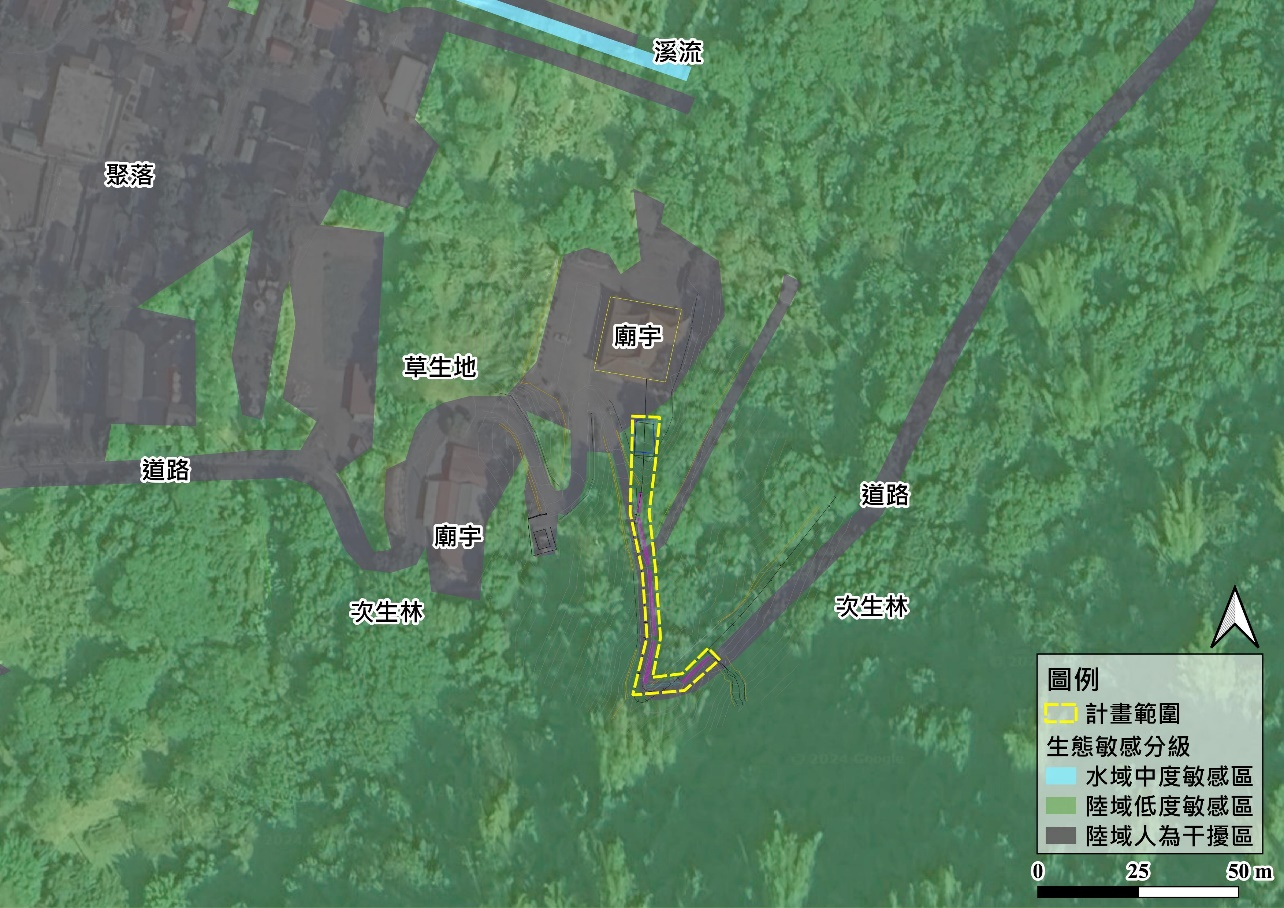 溪流
聚落
廟宇
草生地
道路
道路
廟宇
次生林
次生林
圖例
計畫範圍
生態敏感分級
水域中度敏感區
陸域低度敏感區
陸域人為干擾區
0 25 50 m